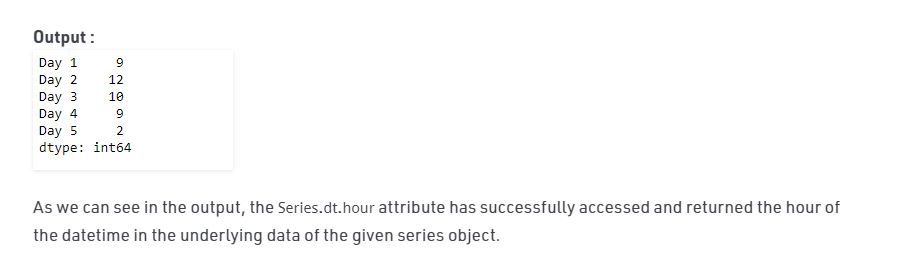 Output :
Day 1     9
Day 2    12
Day 3    10
Day 4     9
Day 5     2
dtype: int64
As we can see in the output, the Series.dt.hour attribute has successfully accessed and returned the hour of
the datetime in the underlying data of the given series object.